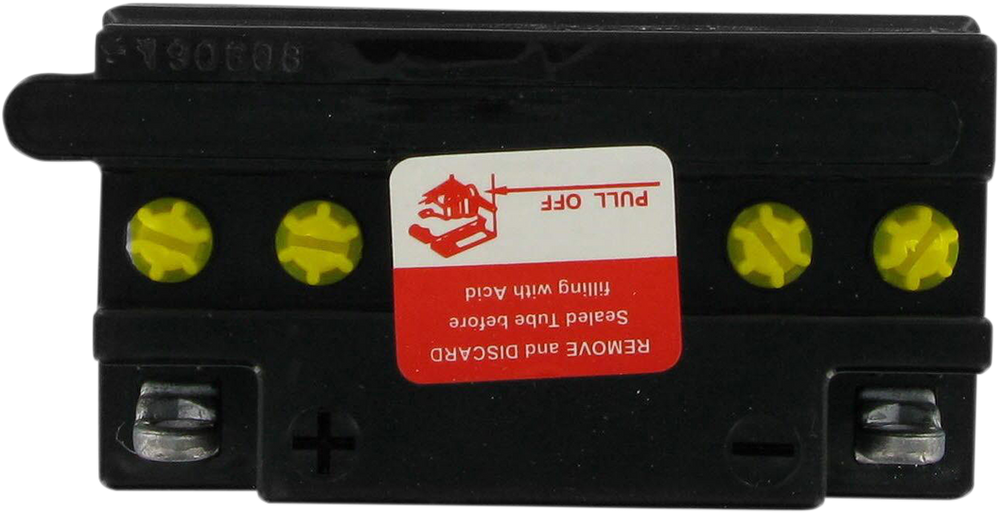 REMOVE and DISCARD
Sealed Tube before
filling with Acid
PULL OFF